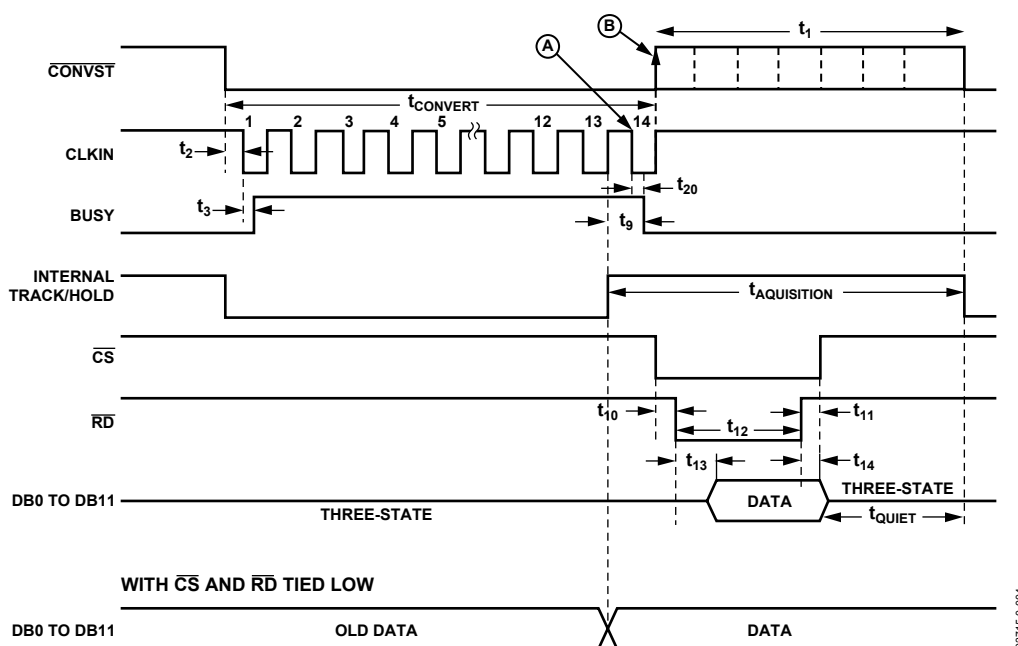 B
t1
A
CONVST
tCONVERT
1 2 3 4 5 12 13 14
CLKIN
t2
t20
t3
BUSY
t9
INTERNAL
TRACK/HOLD
tAQUISITION
CS
t10
t11
RD
t12
t13
t14
DB0 TO DB11
DATA
THREE-STATE
THREE-STATE
tQUIET
WITH CS AND RD TIED LOW
DB0 TO DB11
OLD DATA
DATA